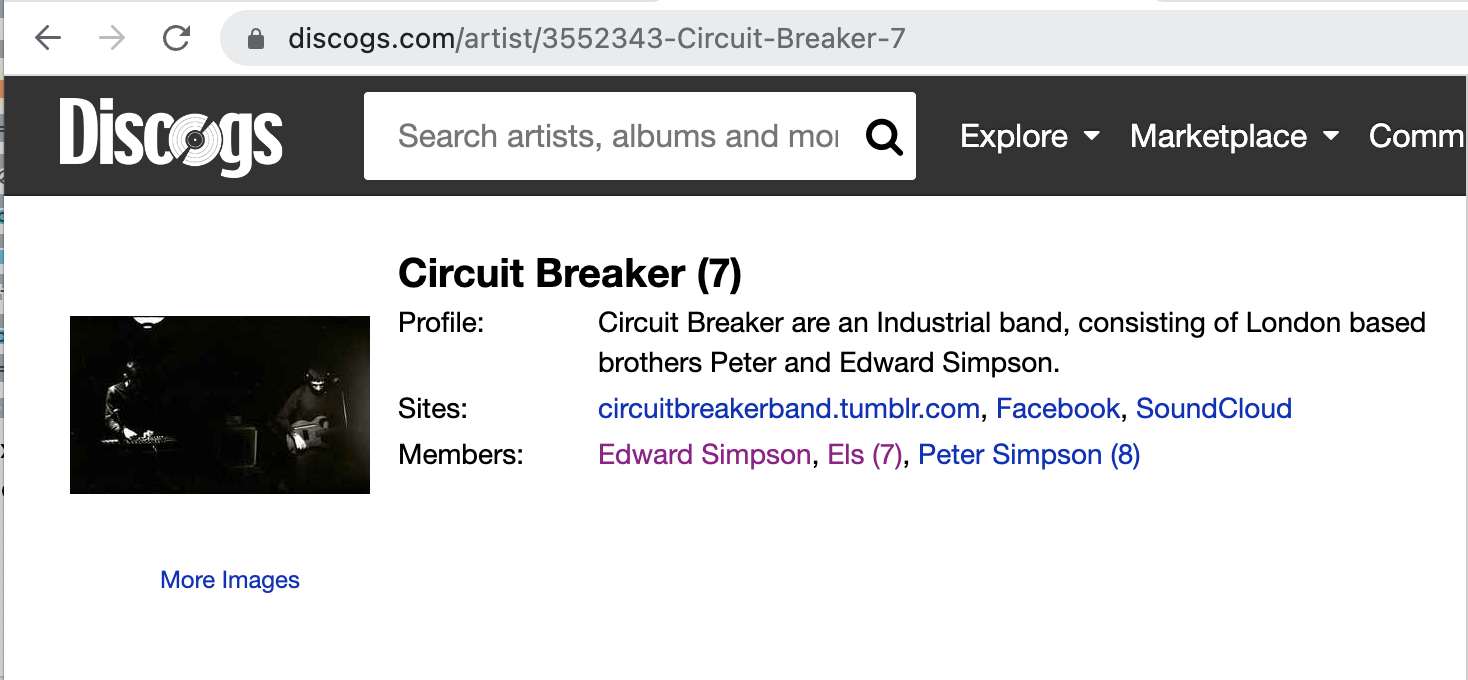 discogs.com/artist/3552343-Circuit-Breaker-7
Discogs Search artists, albums and mo Explore Marketplace Comm
Circuit Breaker (7)
Profile: Circuit Breaker are an Industrial band, consisting of London based
brothers Peter and Edward Simpson.
Sites: circuitbreakerband.tumblr.com, Facebook, SoundCloud
Members: Edward Simpson, Els (7), Peter Simpson (8)
More Images